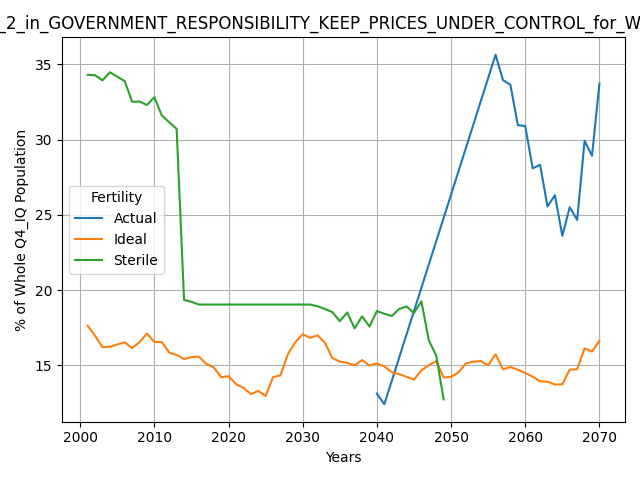 _2_in_GOVERNMENT_RESPONSIBILITY_KEEP_PRICES_UNDER_CONTROL_for_W
% of Whole Q4_IQ Population
35
30
25
20
15
Fertility
Actual
Ideal
Sterile
2000 2010 2020 2030 2040 2050 2060 2070
Years